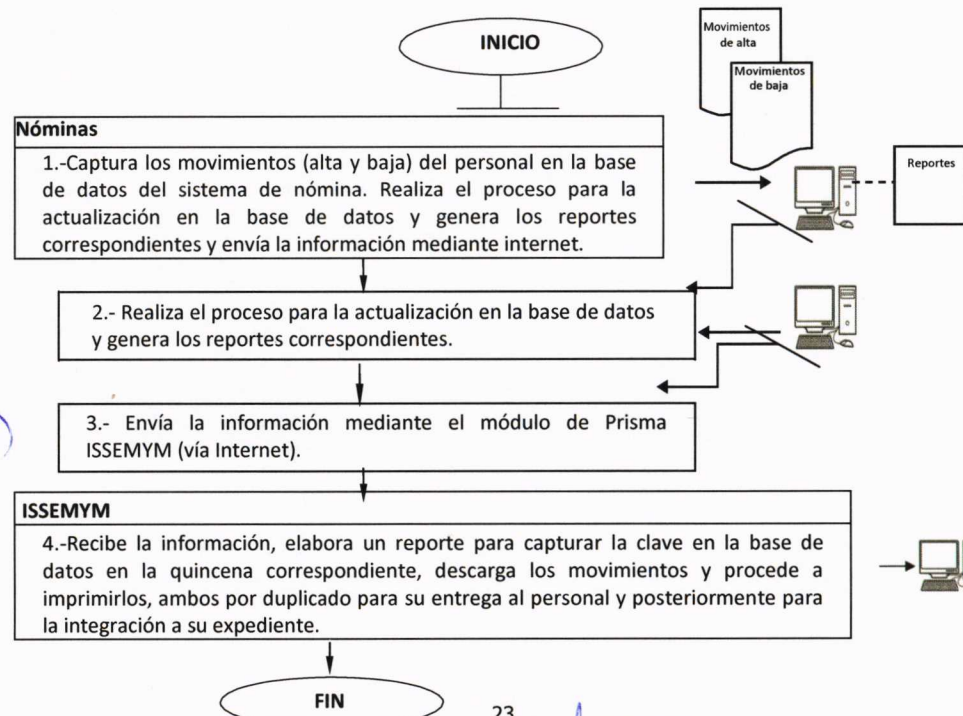 INICIO
Movimientos
de alta
Movimientos
de baja
Nóminas
1.-Captura los movimientos (alta y baja) del personal en la base
de datos del sistema de nómina. Realiza el proceso para la
actualización en la base de datos y genera los reportes
correspondientes y envía la información mediante internet.
Reportes
2.- Realiza el proceso para la actualización en la base de datos
y genera los reportes correspondientes.
3.- Envía la información mediante el módulo de Prisma
ISSEMYM (vía Internet).
ISSEMYM
4.-Recibe la información, elabora un reporte para capturar la clave en la base de
datos en la quincena correspondiente, descarga los movimientos y procede a
imprimirlos, ambos por duplicado para su entrega al personal y posteriormente para
la integración a su expediente.
FIN
23